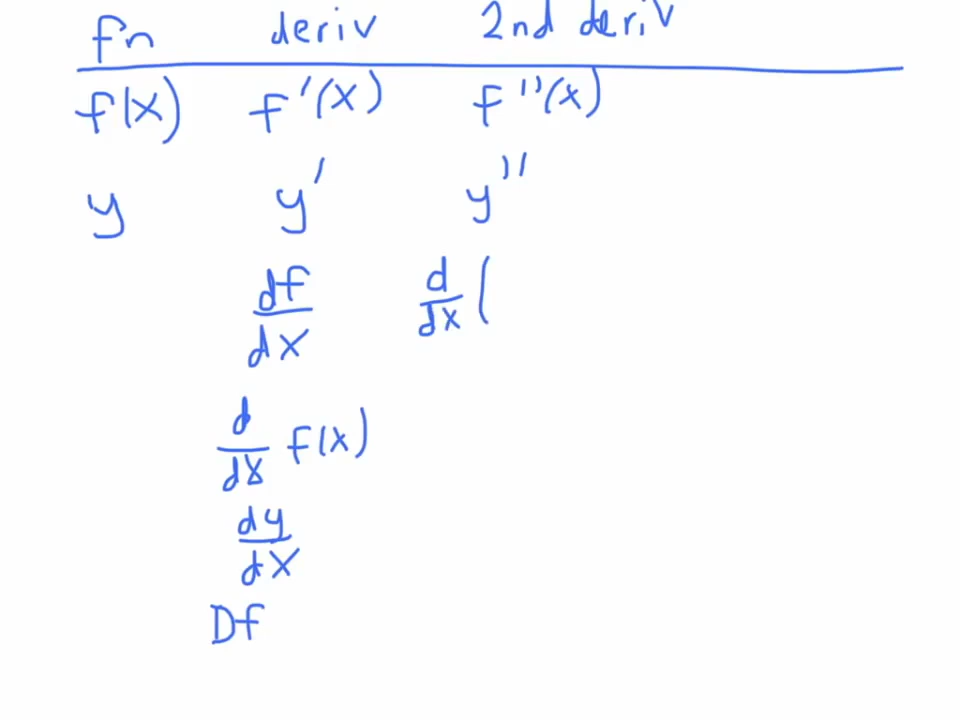 fn deriv 2nd deriv
f(x) f'(x) f''(x)
y y' y''
df/dx d/dx (
d/dx f(x)
dy/dx
Df